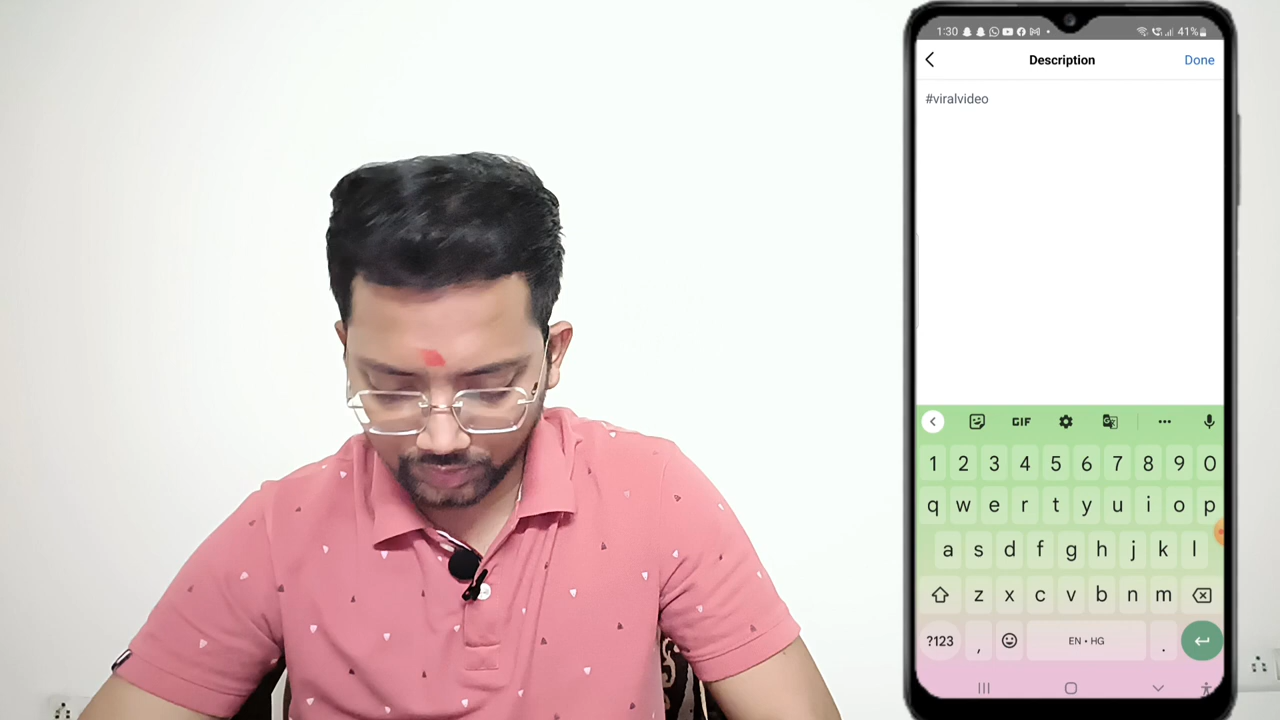 1:30 41%
Description Done
#viralvideo
GIF
1 2 3 4 5 6 7 8 9 0
q w e r t y u i o p
a s d f g h j k l
z x c v b n m
?123 , EN • HG .